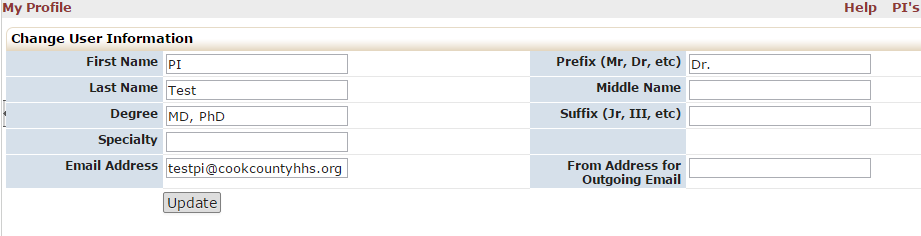 My Profile Help PI's
Change User Information
First Name PI Prefix (Mr, Dr, etc) Dr.
Last Name Test Middle Name
Degree MD, PhD Suffix (Jr, III, etc)
Specialty
Email Address testpi@cookcountyhhs.org From Address for
Outgoing Email
Update